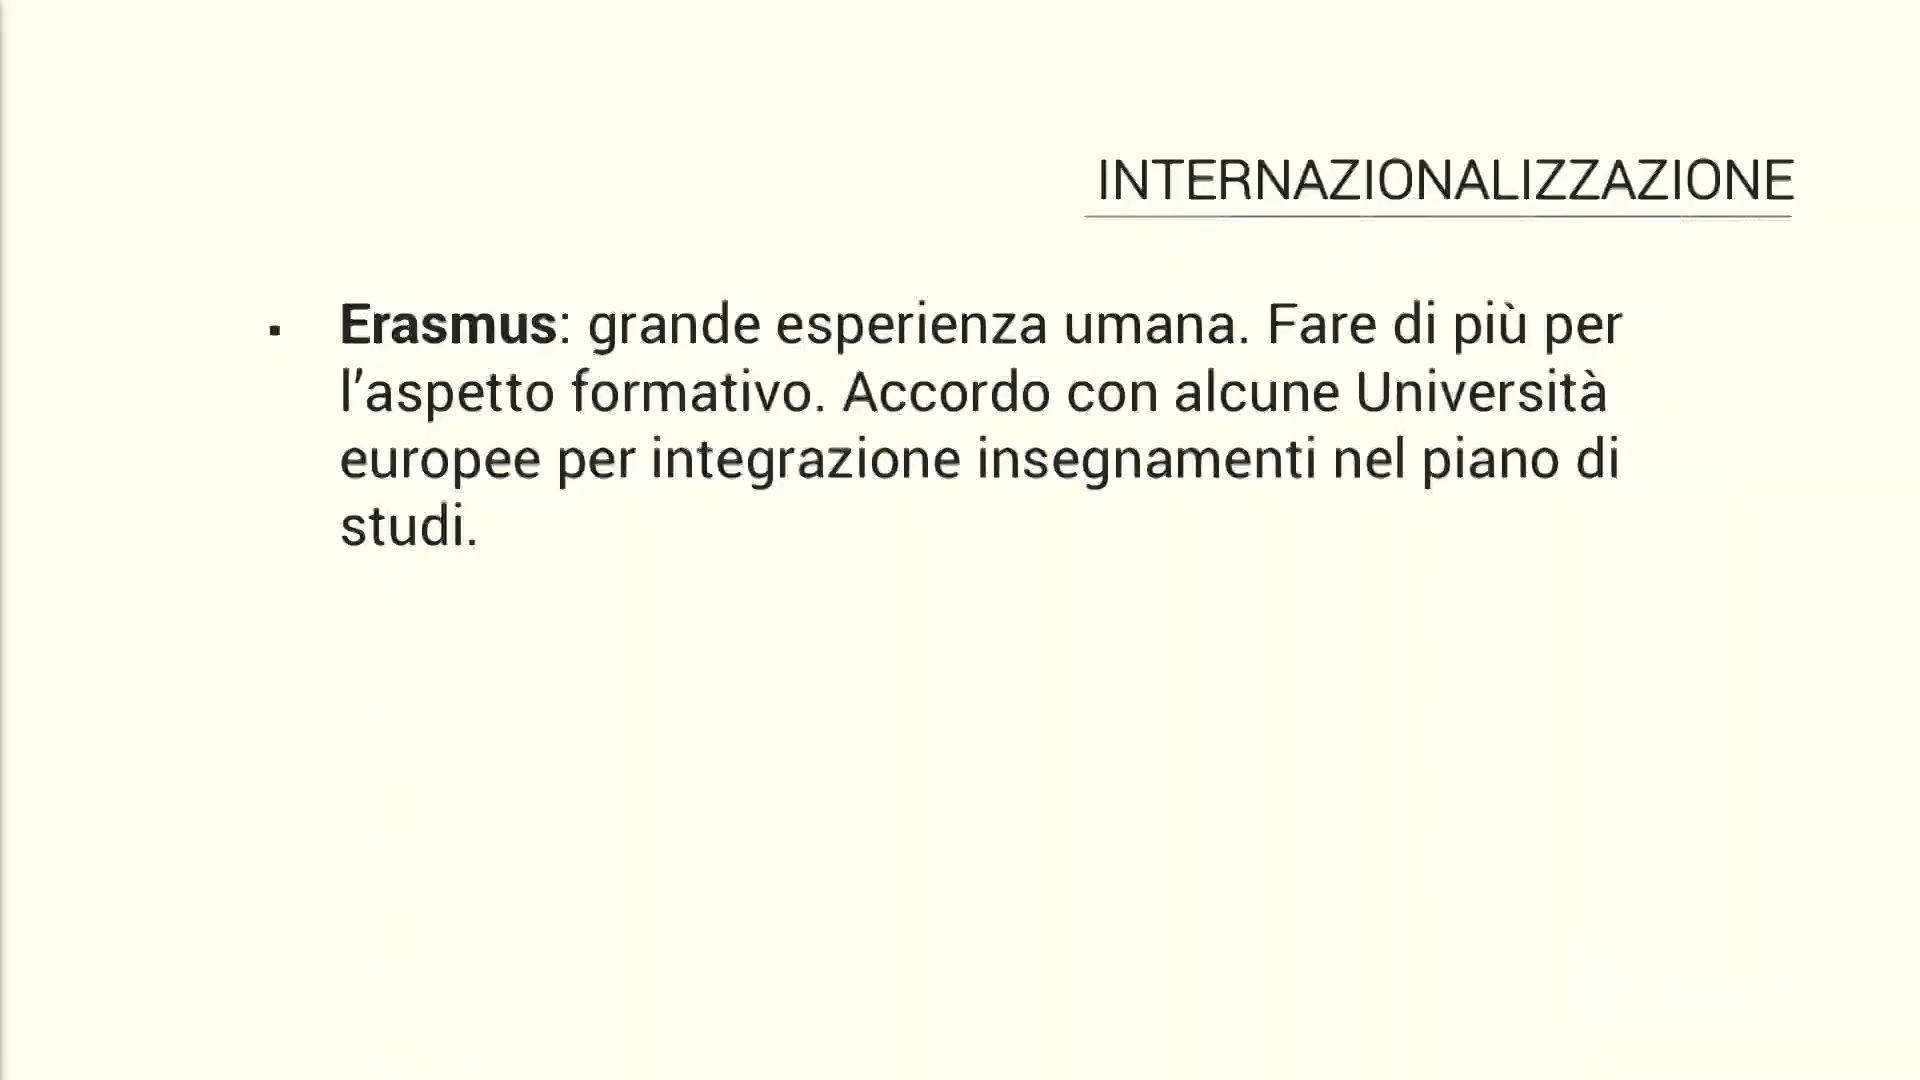 INTERNAZIONALIZZAZIONE
▪ Erasmus: grande esperienza umana. Fare di più per
l’aspetto formativo. Accordo con alcune Università
europee per integrazione insegnamenti nel piano di
studi.